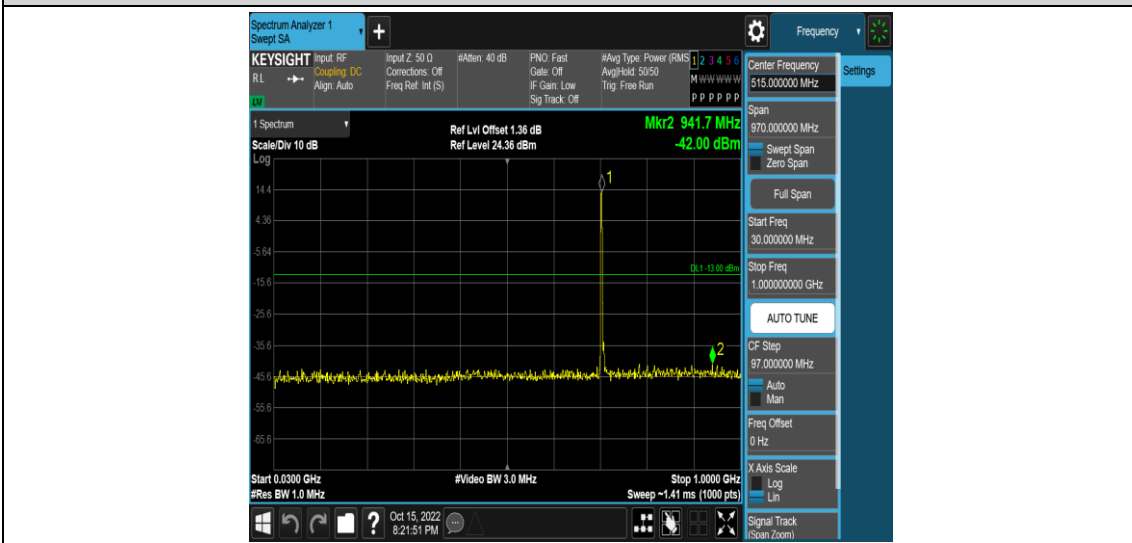 Spectrum Analyzer 1
Swept SA
Frequency
KEYSIGHT
RL
LXI
Input: RF
Coupling: DC
Align: Auto
Input Z: 50 Ω
Corrections: Off
Freq Ref: Int (S)
#Atten: 40 dB
PNO: Fast
Gate: Off
IF Gain: Low
Sig Track: Off
#Avg Type: Power (RMS
Avg|Hold: 50/50
Trig: Free Run
1 2 3 4 5 6
M W W W W W
P P P P P P
1 Spectrum
Scale/Div 10 dB
Ref Lvl Offset 1.36 dB
Ref Level 24.36 dBm
Mkr2 941.7 MHz
-42.00 dBm
Log
14.4
4.36
-5.64
-15.6
-25.6
-35.6
-45.6
-55.6
-65.6
1
DL1 -13.00 dBm
2
Start 0.0300 GHz
#Res BW 1.0 MHz
#Video BW 3.0 MHz
Stop 1.0000 GHz
Sweep ~1.41 ms (1000 pts)
Center Frequency
515.000000 MHz
Settings
Span
970.000000 MHz
Swept Span
Zero Span
Full Span
Start Freq
30.000000 MHz
Stop Freq
1.000000000 GHz
AUTO TUNE
CF Step
97.000000 MHz
Auto
Man
Freq Offset
0 Hz
X Axis Scale
Log
Lin
Signal Track
(Span Zoom)
?
Oct 15, 2022
8:21:51 PM